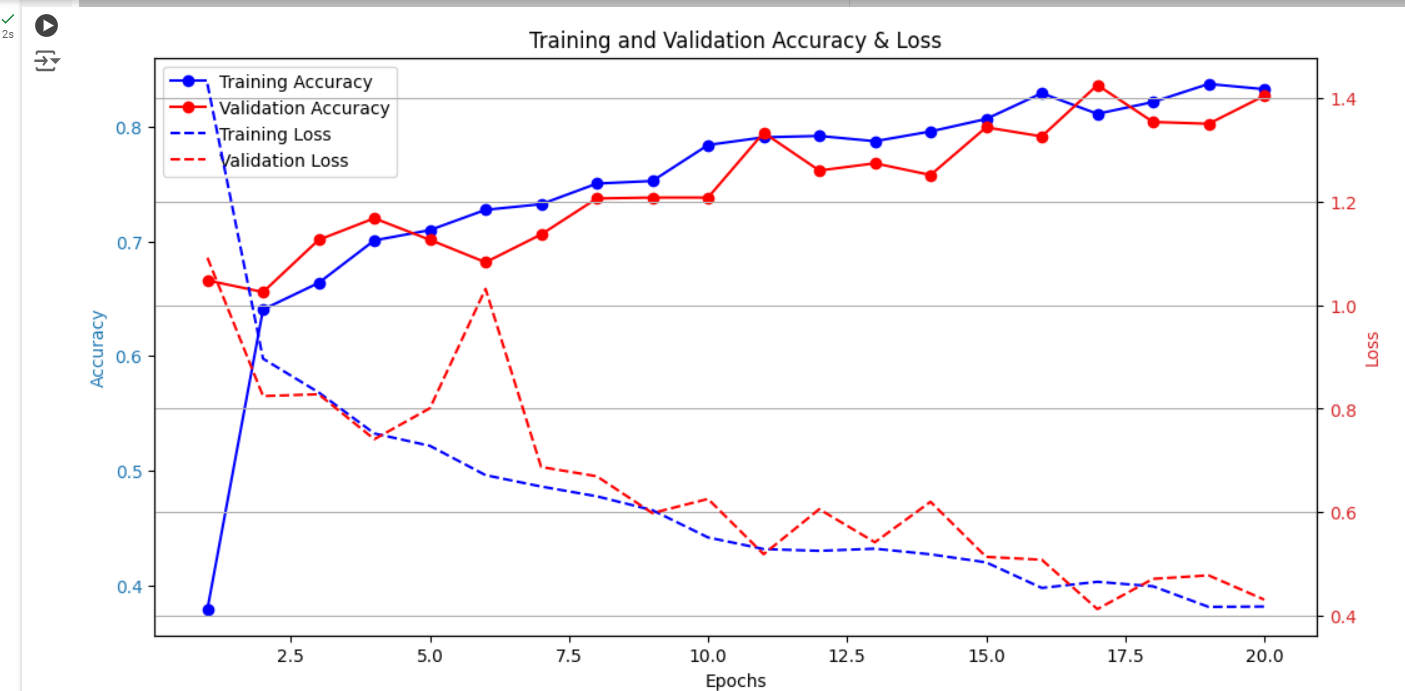 2s
Training and Validation Accuracy & Loss
Training Accuracy
Validation Accuracy
Training Loss
Validation Loss
Accuracy
0.8
0.7
0.6
0.5
0.4
1.4
1.2
1.0
0.8
0.6
0.4
Loss
2.5 5.0 7.5 10.0 12.5 15.0 17.5 20.0
Epochs